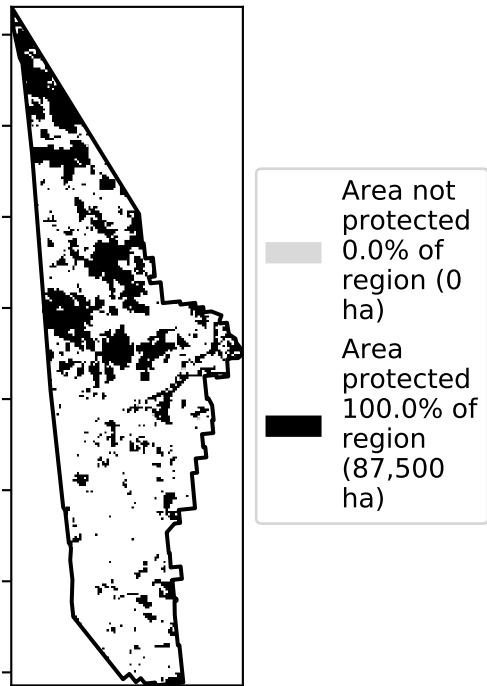 Area not
protected
0.0% of
region (0
ha)
Area
protected
100.0% of
region
(87,500
ha)